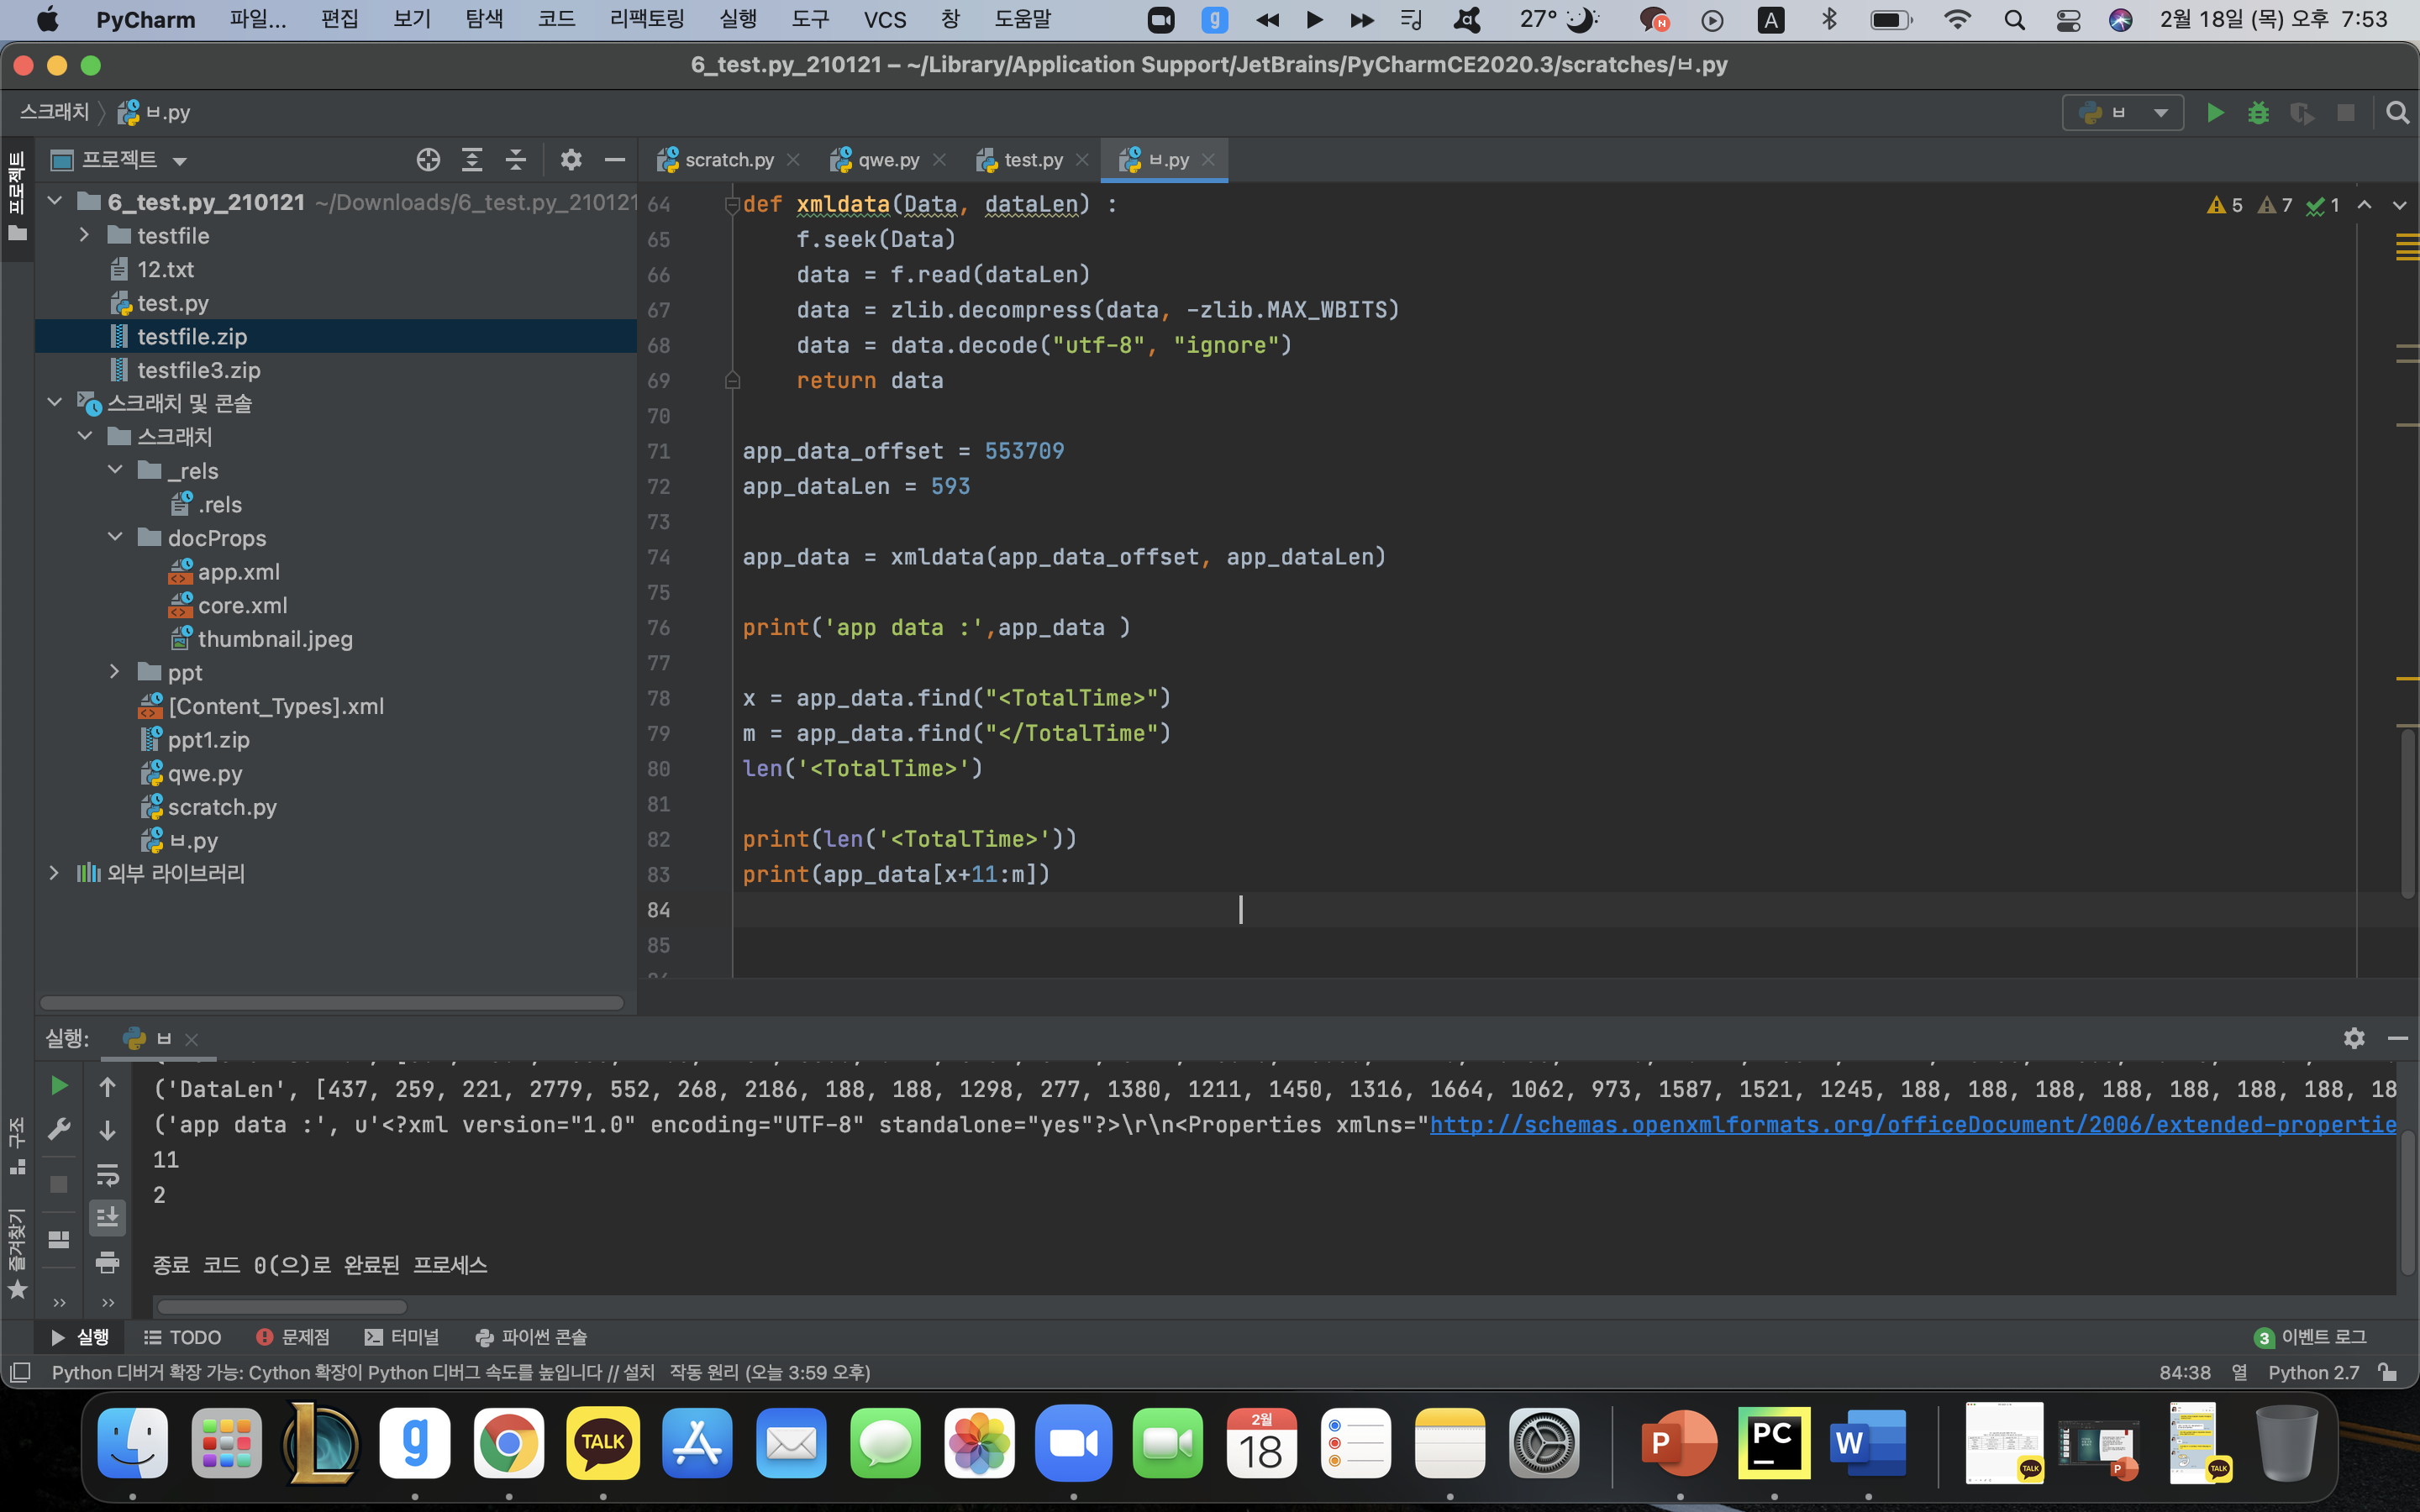 PyCharm 파일... 편집 보기 탐색 코드 리팩토링 실행 도구 VCS 창 도움말 27° A 2월 18일 (목) 오후 7:53
6_test.py_210121 – ~/Library/Application Support/JetBrains/PyCharmCE2020.3/scratches/ㅂ.py
스크래치 ㅂ.py ㅂ
프로젝트
프로젝트
scratch.py qwe.py test.py ㅂ.py
6_test.py_210121 ~/Downloads/6_test.py_210121
testfile
12.txt
test.py
testfile.zip
testfile3.zip
스크래치 및 콘솔
스크래치
_rels
.rels
docProps
app.xml
core.xml
thumbnail.jpeg
ppt
[Content_Types].xml
ppt1.zip
qwe.py
scratch.py
ㅂ.py
외부 라이브러리
5 7 1
64 def xmldata(Data, dataLen) :
65 f.seek(Data)
66 data = f.read(dataLen)
67 data = zlib.decompress(data, -zlib.MAX_WBITS)
68 data = data.decode("utf-8", "ignore")
69 return data
70
71 app_data_offset = 553709
72 app_dataLen = 593
73
74 app_data = xmldata(app_data_offset, app_dataLen)
75
76 print('app data :',app_data )
77
78 x = app_data.find("<TotalTime>")
79 m = app_data.find("</TotalTime")
80 len('<TotalTime>')
81
82 print(len('<TotalTime>'))
83 print(app_data[x+11:m])
84
85
실행: ㅂ
('DataLen', [437, 259, 221, 2779, 552, 268, 2186, 188, 188, 1298, 277, 1380, 1211, 1450, 1316, 1664, 1062, 973, 1587, 1521, 1245, 188, 188, 188, 188, 188, 188, 188, 18
('app data :', u'<?xml version="1.0" encoding="UTF-8" standalone="yes"?>\r\n<Properties xmlns="http://schemas.openxmlformats.org/officeDocument/2006/extended-propertie
11
2
종료 코드 0(으)로 완료된 프로세스
구조
즐겨찾기
실행 TODO 문제점 터미널 파이썬 콘솔 3 이벤트 로그
Python 디버거 확장 가능: Cython 확장이 Python 디버그 속도를 높입니다 // 설치 작동 원리 (오늘 3:59 오후) 84:38 열 Python 2.7
g TALK 2월 18 P PC W TALK P TALK